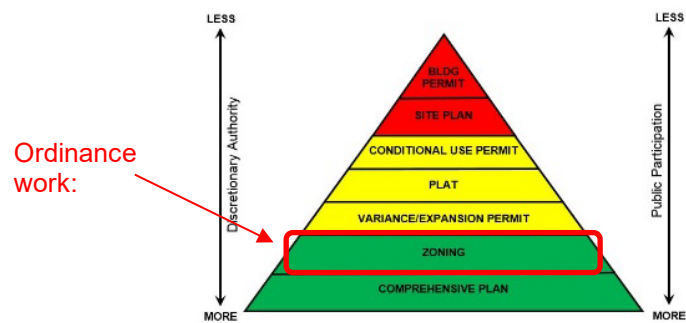 LESS
LESS
BLDG
PERMIT
SITE PLAN
Ordinance
work:
Discretionary Authority
CONDITIONAL USE PERMIT
Public Participation
PLAT
VARIANCE/EXPANSION PERMIT
ZONING
COMPREHENSIVE PLAN
MORE
MORE